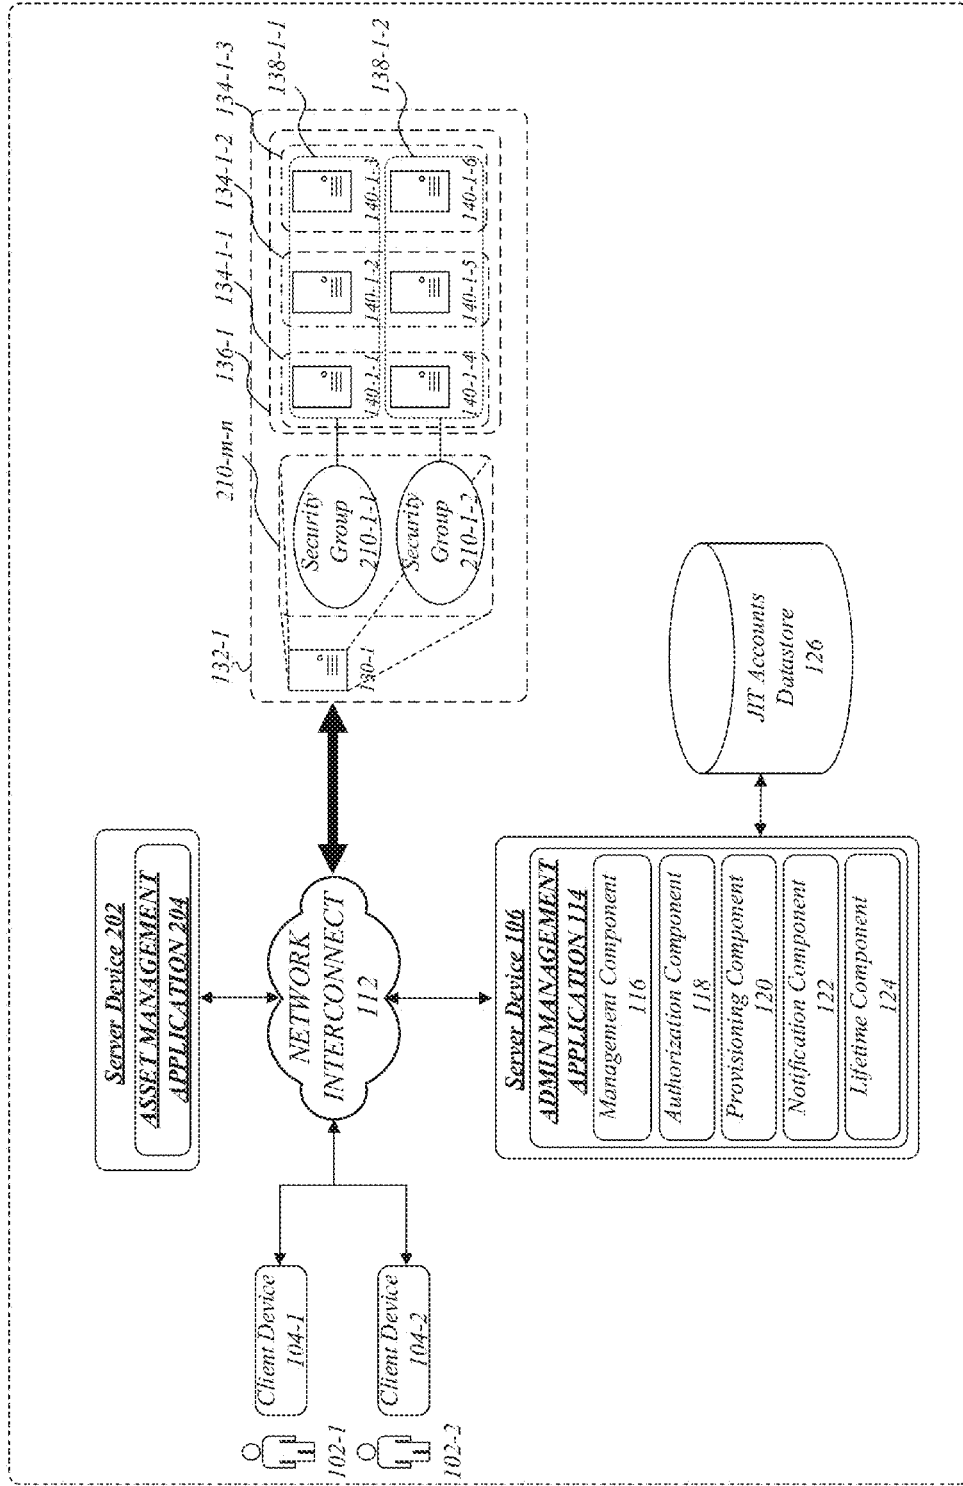 102-1
102-2
Client Device
104-1
Client Device
104-2
Server Device 202
ASSET MANAGEMENT
APPLICATION 204
NETWORK
INTERCONNECT
112
Server Device 106
ADMIN MANAGEMENT
APPLICATION 114
Management Component
116
Authorization Component
118
Provisioning Component
120
Notification Component
122
Lifetime Component
124
JIT Accounts
Datastore
126
132-1
210-m-n
136-1
134-1-1
134-1-2
134-1-3
138-1-1
138-1-2
Security
Group
210-1-1
Security
Group
210-1-2
140-1-1
140-1-2
140-1-3
140-1-4
140-1-5
140-1-6